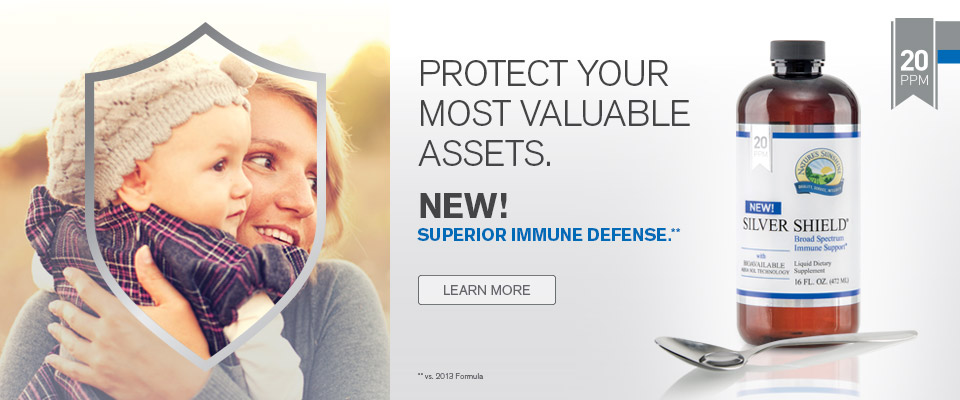 PROTECT YOUR
MOST VALUABLE
ASSETS.
NEW!
SUPERIOR IMMUNE DEFENSE.**
LEARN MORE
** vs. 2013 Formula
20
PPM
20
PPM
NATURE'S SUNSHINE
NEW!
SILVER SHIELD®
Broad Spectrum
Immune Support*
with
BIOAVAILABLE
TECHNOLOGY
Liquid Dietary
Supplement
16 FL. OZ. (472 ML)